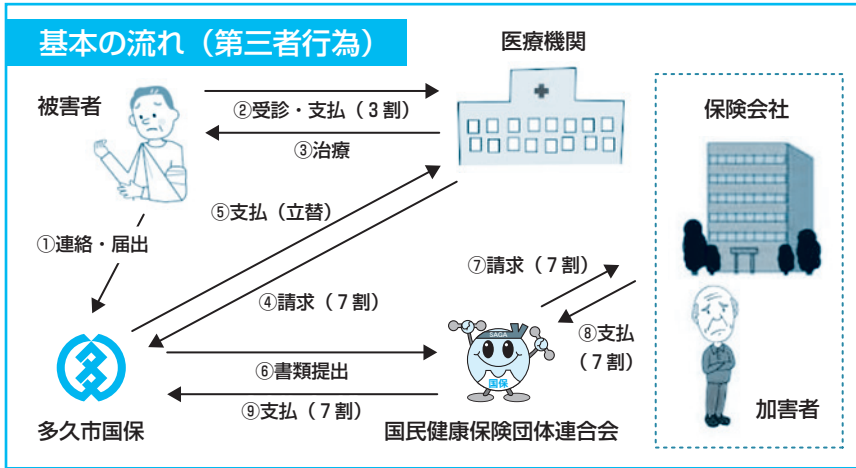 基本の流れ（第三者行為）
医療機関
被害者
②受診・支払（3割）
③治療
保険会社
⑤支払（立替）
①連絡・届出
⑦請求（7割）
④請求（7割）
⑧支払
（7割）
SAGA
国保
⑥書類提出
⑨支払（7割）
多久市国保
国民健康保険団体連合会
加害者